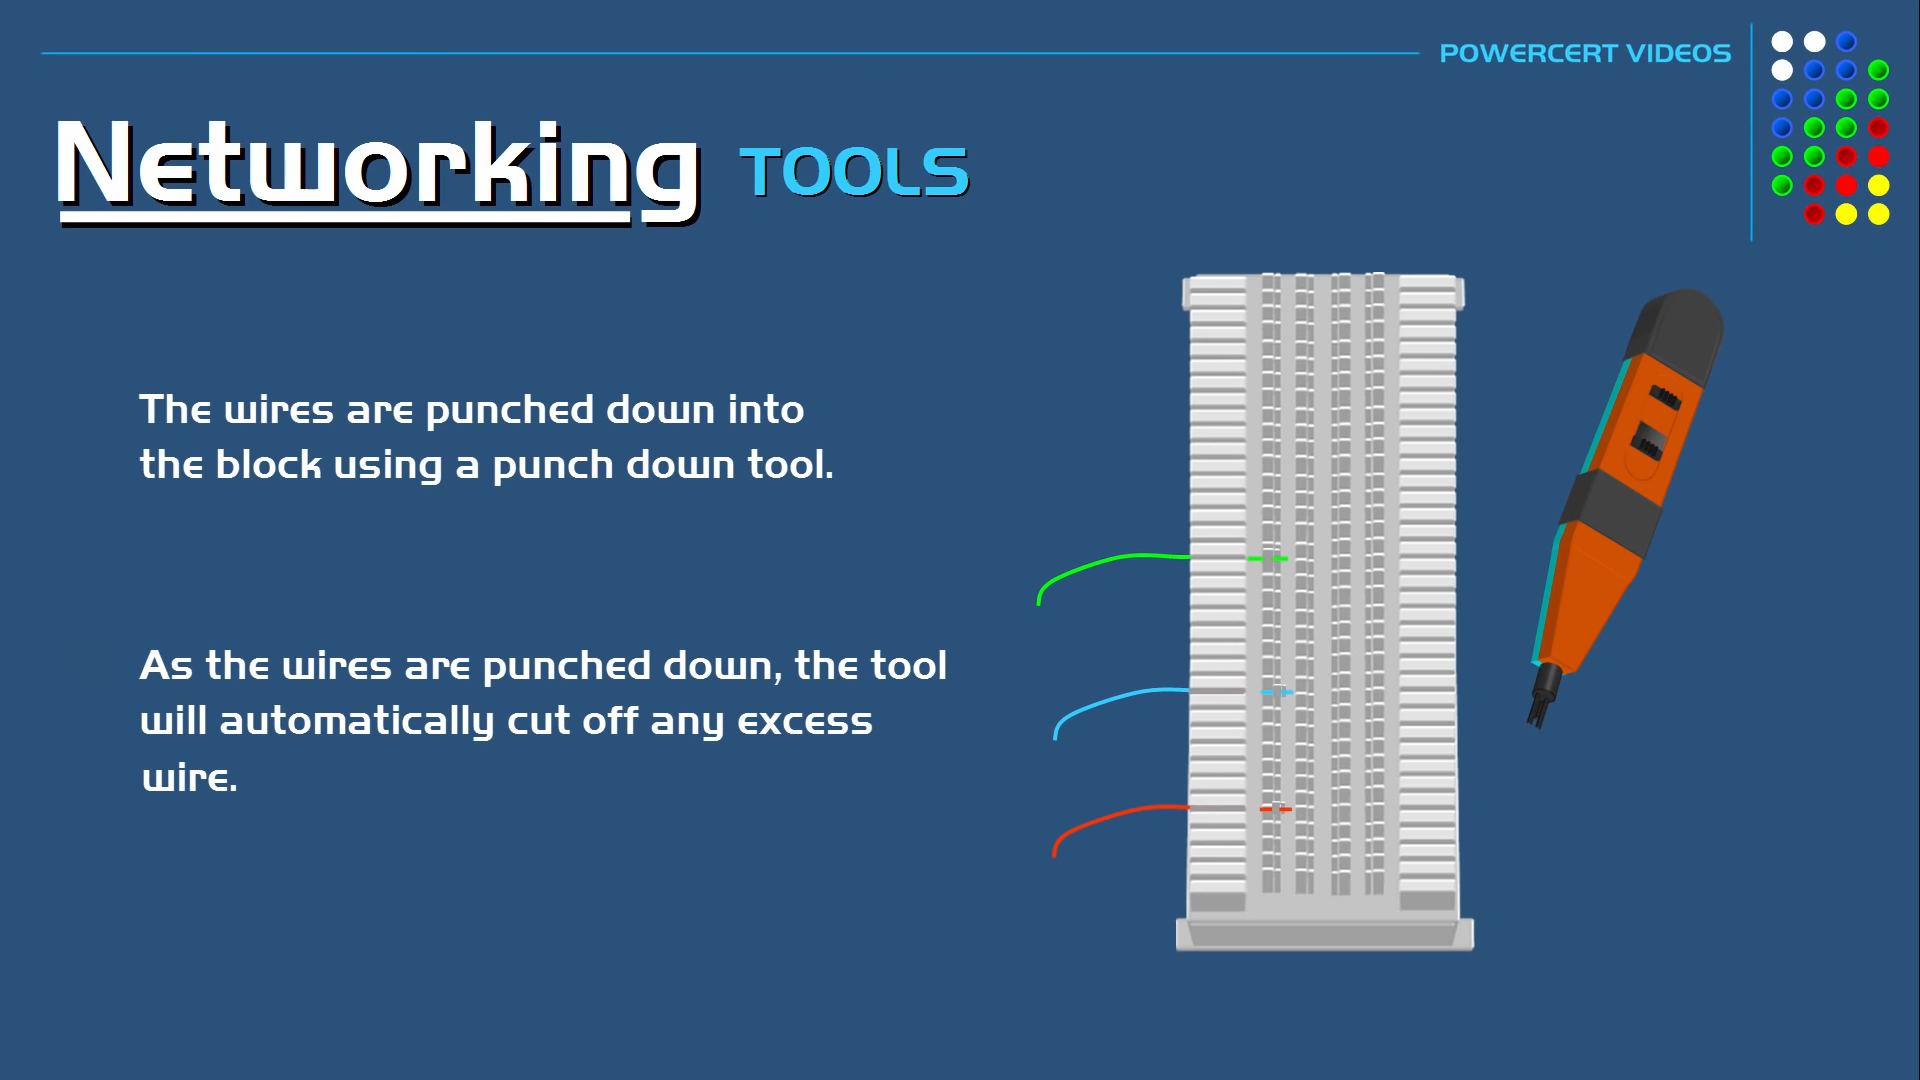 POWERCERT VIDEOS
Networking TOOLS
The wires are punched down into
the block using a punch down tool.
As the wires are punched down, the tool
will automatically cut off any excess
wire.